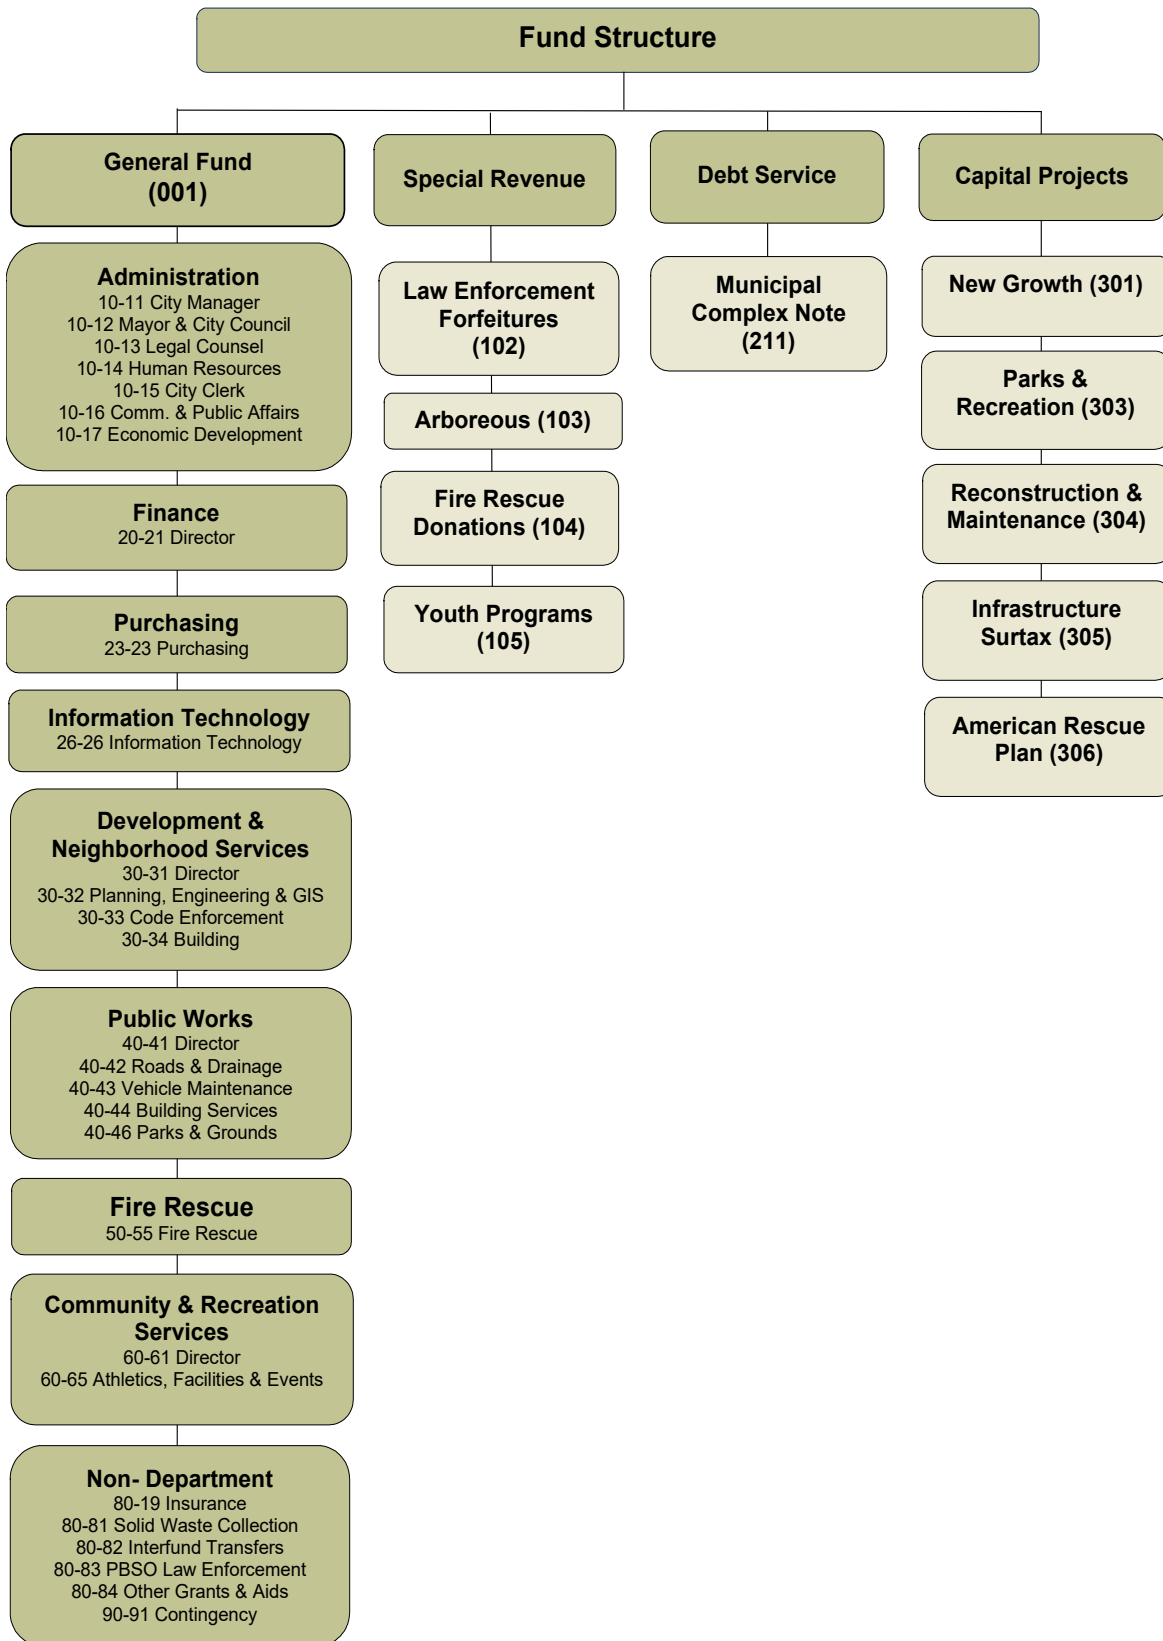 Fund Structure
General Fund
(001)
Administration
10-11 City Manager
10-12 Mayor & City Council
10-13 Legal Counsel
10-14 Human Resources
10-15 City Clerk
10-16 Comm. & Public Affairs
10-17 Economic Development
Finance
20-21 Director
Purchasing
23-23 Purchasing
Information Technology
26-26 Information Technology
Development &
Neighborhood Services
30-31 Director
30-32 Planning, Engineering & GIS
30-33 Code Enforcement
30-34 Building
Public Works
40-41 Director
40-42 Roads & Drainage
40-43 Vehicle Maintenance
40-44 Building Services
40-46 Parks & Grounds
Fire Rescue
50-55 Fire Rescue
Community & Recreation
Services
60-61 Director
60-65 Athletics, Facilities & Events
Non- Department
80-19 Insurance
80-81 Solid Waste Collection
80-82 Interfund Transfers
80-83 PBSO Law Enforcement
80-84 Other Grants & Aids
90-91 Contingency
Special Revenue
Law Enforcement
Forfeitures
(102)
Arboreous (103)
Fire Rescue
Donations (104)
Youth Programs
(105)
Debt Service
Municipal
Complex Note
(211)
Capital Projects
New Growth (301)
Parks &
Recreation (303)
Reconstruction &
Maintenance (304)
Infrastructure
Surtax (305)
American Rescue
Plan (306)